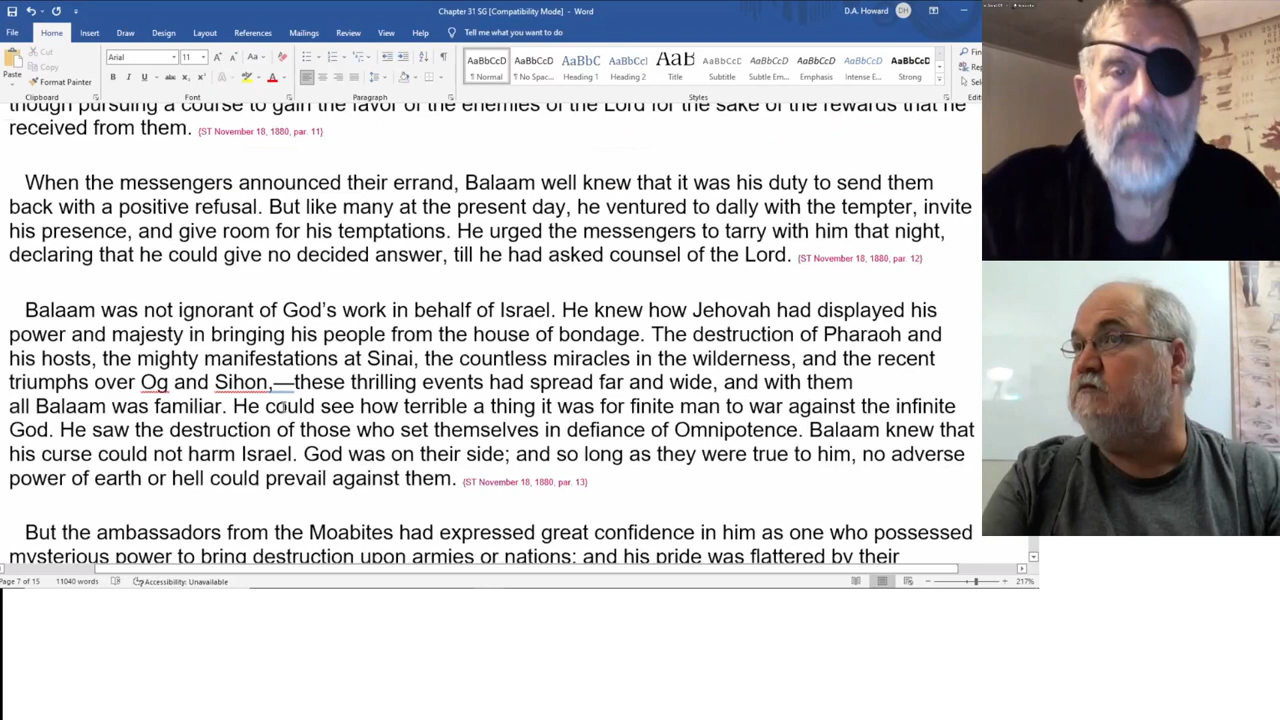 Chapter 31 SG [Compatibility Mode] - Word
D.A. Howard
DH
File Home Insert Draw Design Layout References Mailings Review View Help Tell me what you want to do
Paste
Cut
Copy
Format Painter
Clipboard
Arial 11
Font
Paragraph
AaBbCcD AaBbCcD AaBbC AaBbCc AaB AaBbCcD AaBbCcD AaBbCcD AaBbCcD AaBbCcD
¶ Normal ¶ No Spac... Heading 1 Heading 2 Title Subtitle Subtle Em... Emphasis Intense E... Strong
Styles
though pursuing a course to gain the favor of the enemies of the Lord for the sake of the rewards that he
received from them. {ST November 18, 1880, par. 11}
When the messengers announced their errand, Balaam well knew that it was his duty to send them
back with a positive refusal. But like many at the present day, he ventured to dally with the tempter, invite
his presence, and give room for his temptations. He urged the messengers to tarry with him that night,
declaring that he could give no decided answer, till he had asked counsel of the Lord. {ST November 18, 1880, par. 12}
Balaam was not ignorant of God's work in behalf of Israel. He knew how Jehovah had displayed his
power and majesty in bringing his people from the house of bondage. The destruction of Pharaoh and
his hosts, the mighty manifestations at Sinai, the countless miracles in the wilderness, and the recent
triumphs over Og and Sihon,—these thrilling events had spread far and wide, and with them
all Balaam was familiar. He could see how terrible a thing it was for finite man to war against the infinite
God. He saw the destruction of those who set themselves in defiance of Omnipotence. Balaam knew that
his curse could not harm Israel. God was on their side; and so long as they were true to him, no adverse
power of earth or hell could prevail against them. {ST November 18, 1880, par. 13}
But the ambassadors from the Moabites had expressed great confidence in him as one who possessed
mysterious power to bring destruction upon armies or nations; and his pride was flattered by their
Page 7 of 15 11040 words Accessibility: Unavailable 217%